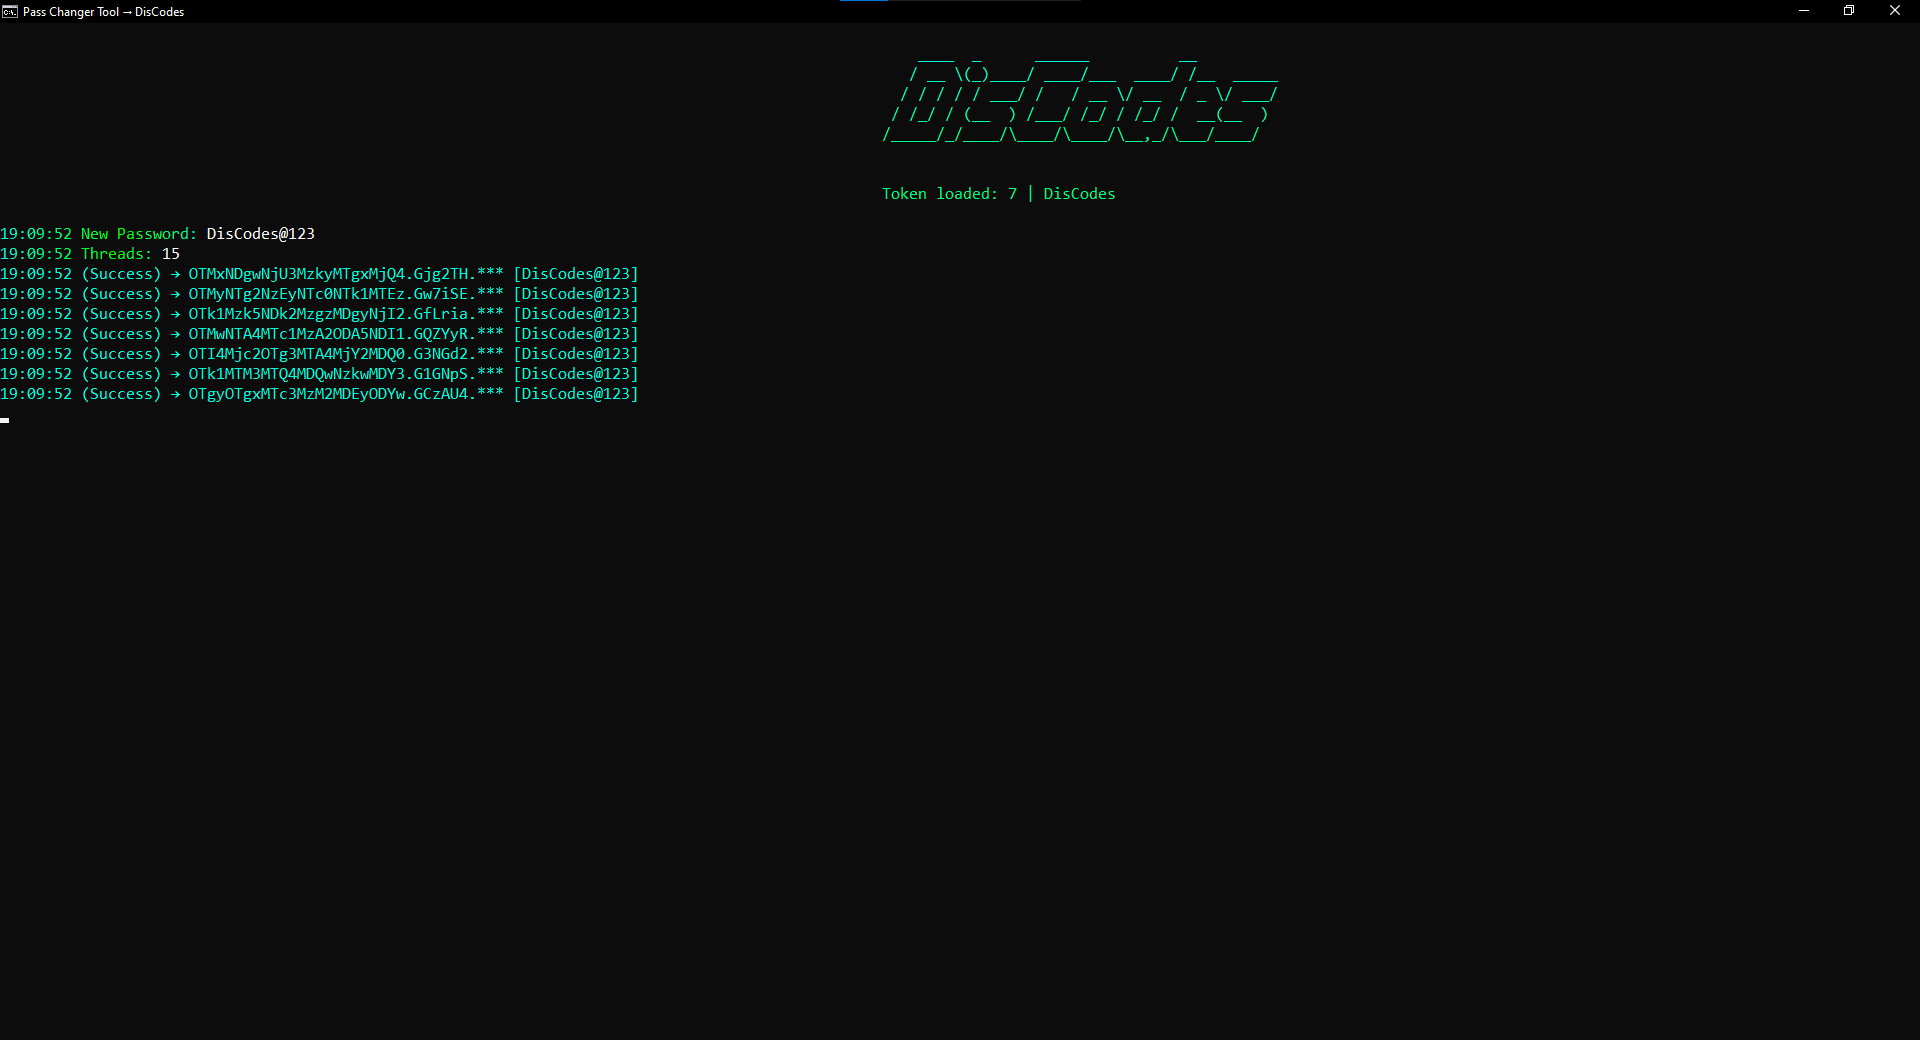 Pass Changer Tool → DisCodes
DisCodes
Token loaded: 7 | DisCodes
19:09:52 New Password: DisCodes@123
19:09:52 Threads: 15
19:09:52 (Success) → OTMxNDgwNjU3MzkyMTgxMjQ4.Gjg2TH.*** [DisCodes@123]
19:09:52 (Success) → OTMyNTg2NzEyNTc0NTk1MTEz.Gw7iSE.*** [DisCodes@123]
19:09:52 (Success) → OTk1Mzk5NDk2MzgzMDgyNjI2.GfLria.*** [DisCodes@123]
19:09:52 (Success) → OTMwNTA4MTc1MzA2ODA5NDI1.GQZYyR.*** [DisCodes@123]
19:09:52 (Success) → OTI4Mjc2OTg3MTA4MjY2MDQ0.G3NGd2.*** [DisCodes@123]
19:09:52 (Success) → OTk1MTM3MTQ4MDQwNzkwMDY3.G1GNpS.*** [DisCodes@123]
19:09:52 (Success) → OTgyOTgxMTc3MzM2MDEyODYw.GCzAU4.*** [DisCodes@123]